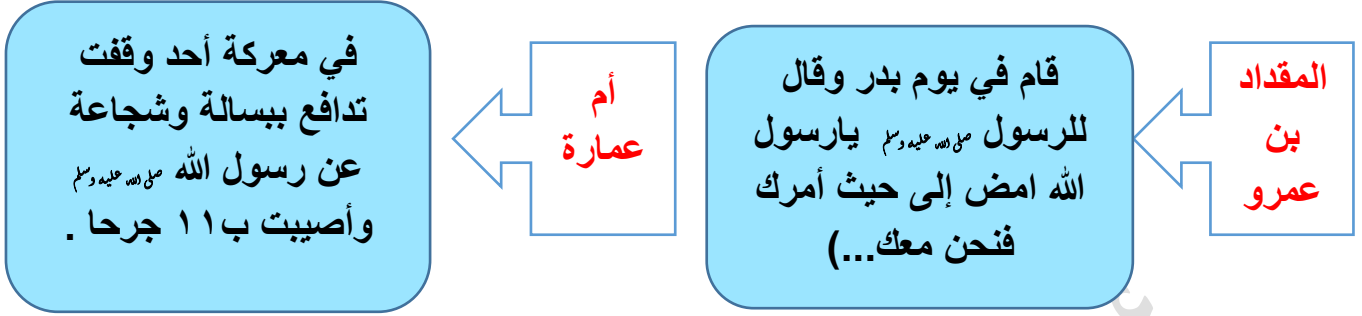 المقداد
بن
عمرو
قام في يوم بدر وقال
للرسول صلى الله عليه وسلم يارسول
الله امض إلى حيث أمرك
فنحن معك...)
أم
عمارة
في معركة أحد وقفت
تدافع ببسالة وشجاعة
عن رسول الله صلى الله عليه وسلم
وأصيبت ب١١ جرحا .